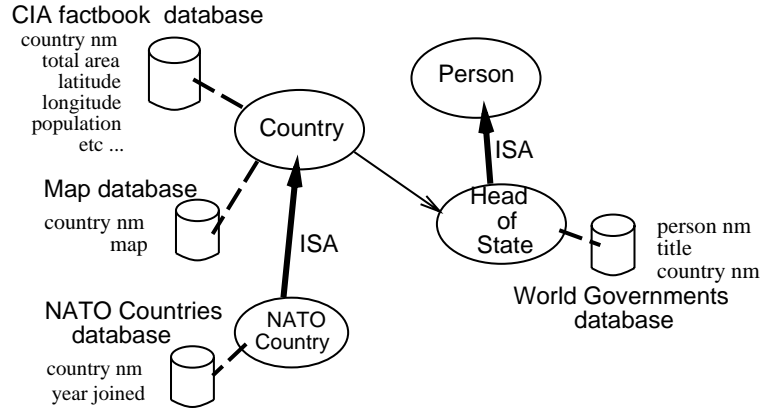 CIA factbook database
country nm
total area
latitude
longitude
population
etc ...
Person
Country
ISA
Map database
country nm
map
Head
of
State
ISA
person nm
title
country nm
World Governments
database
NATO Countries
database
country nm
year joined
NATO
Country